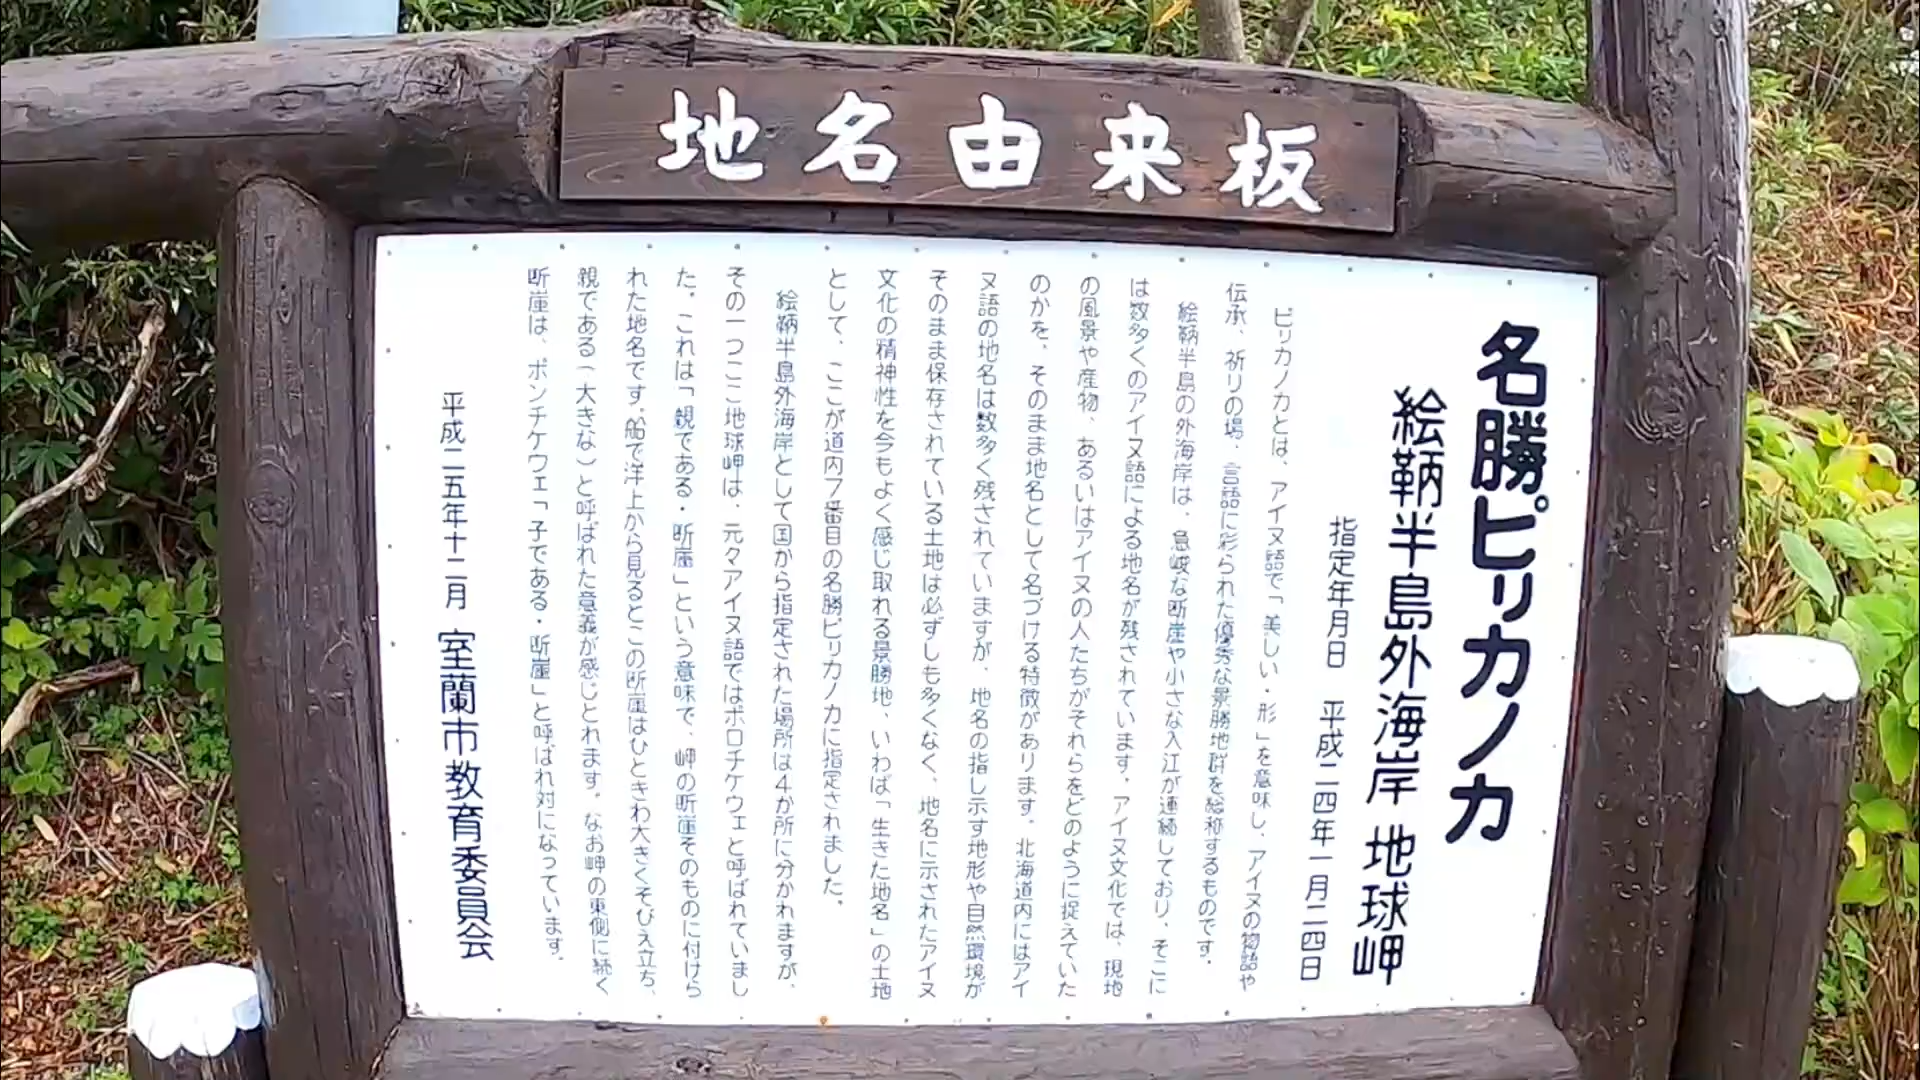 地名由来板
名勝ピリカノカ
絵鞆半島外海岸 地球岬
指定年月日 平成二四年一月二四日
ピリカノカとは、アイヌ語で「美しい・形」を意味し、アイヌの物語や
伝承、祈りの場、言語に彩られた優秀な景勝地群を総称するものです。
絵鞆半島の外海岸は、急峻な断崖や小さな入江が連続しており、そこに
は数多くのアイヌ語による地名が残されています。アイヌ文化では、現地
の風景や産物、あるいはアイヌの人たちがそれらをどのように捉えていた
のかを、そのまま地名として名づける特徴があります。北海道内にはアイ
ヌ語の地名は数多く残されていますが、地名の指し示す地形や自然環境が
そのまま保存されている土地は必ずしも多くなく、地名に示されたアイヌ
文化の精神性を今もよく感じ取れる景勝地、いわば「生きた地名」の土地
として、ここが道内7番目の名勝ピリカノカに指定されました。
絵鞆半島外海岸として国から指定された場所は4か所に分かれますが、
その一つここ地球岬は、元々アイヌ語ではポロチケウェと呼ばれていまし
た。これは「親である・断崖」という意味で、岬の断崖そのものに付けら
れた地名です。船で洋上から見るとこの断崖はひときわ大きくそびえ立ち、
親である（大きな）と呼ばれた意義が感じとれます。なお岬の東側に続く
断崖は、ポンチケウェ「子である・断崖」と呼ばれ対になっています。
平成二五年十二月 室蘭市教育委員会